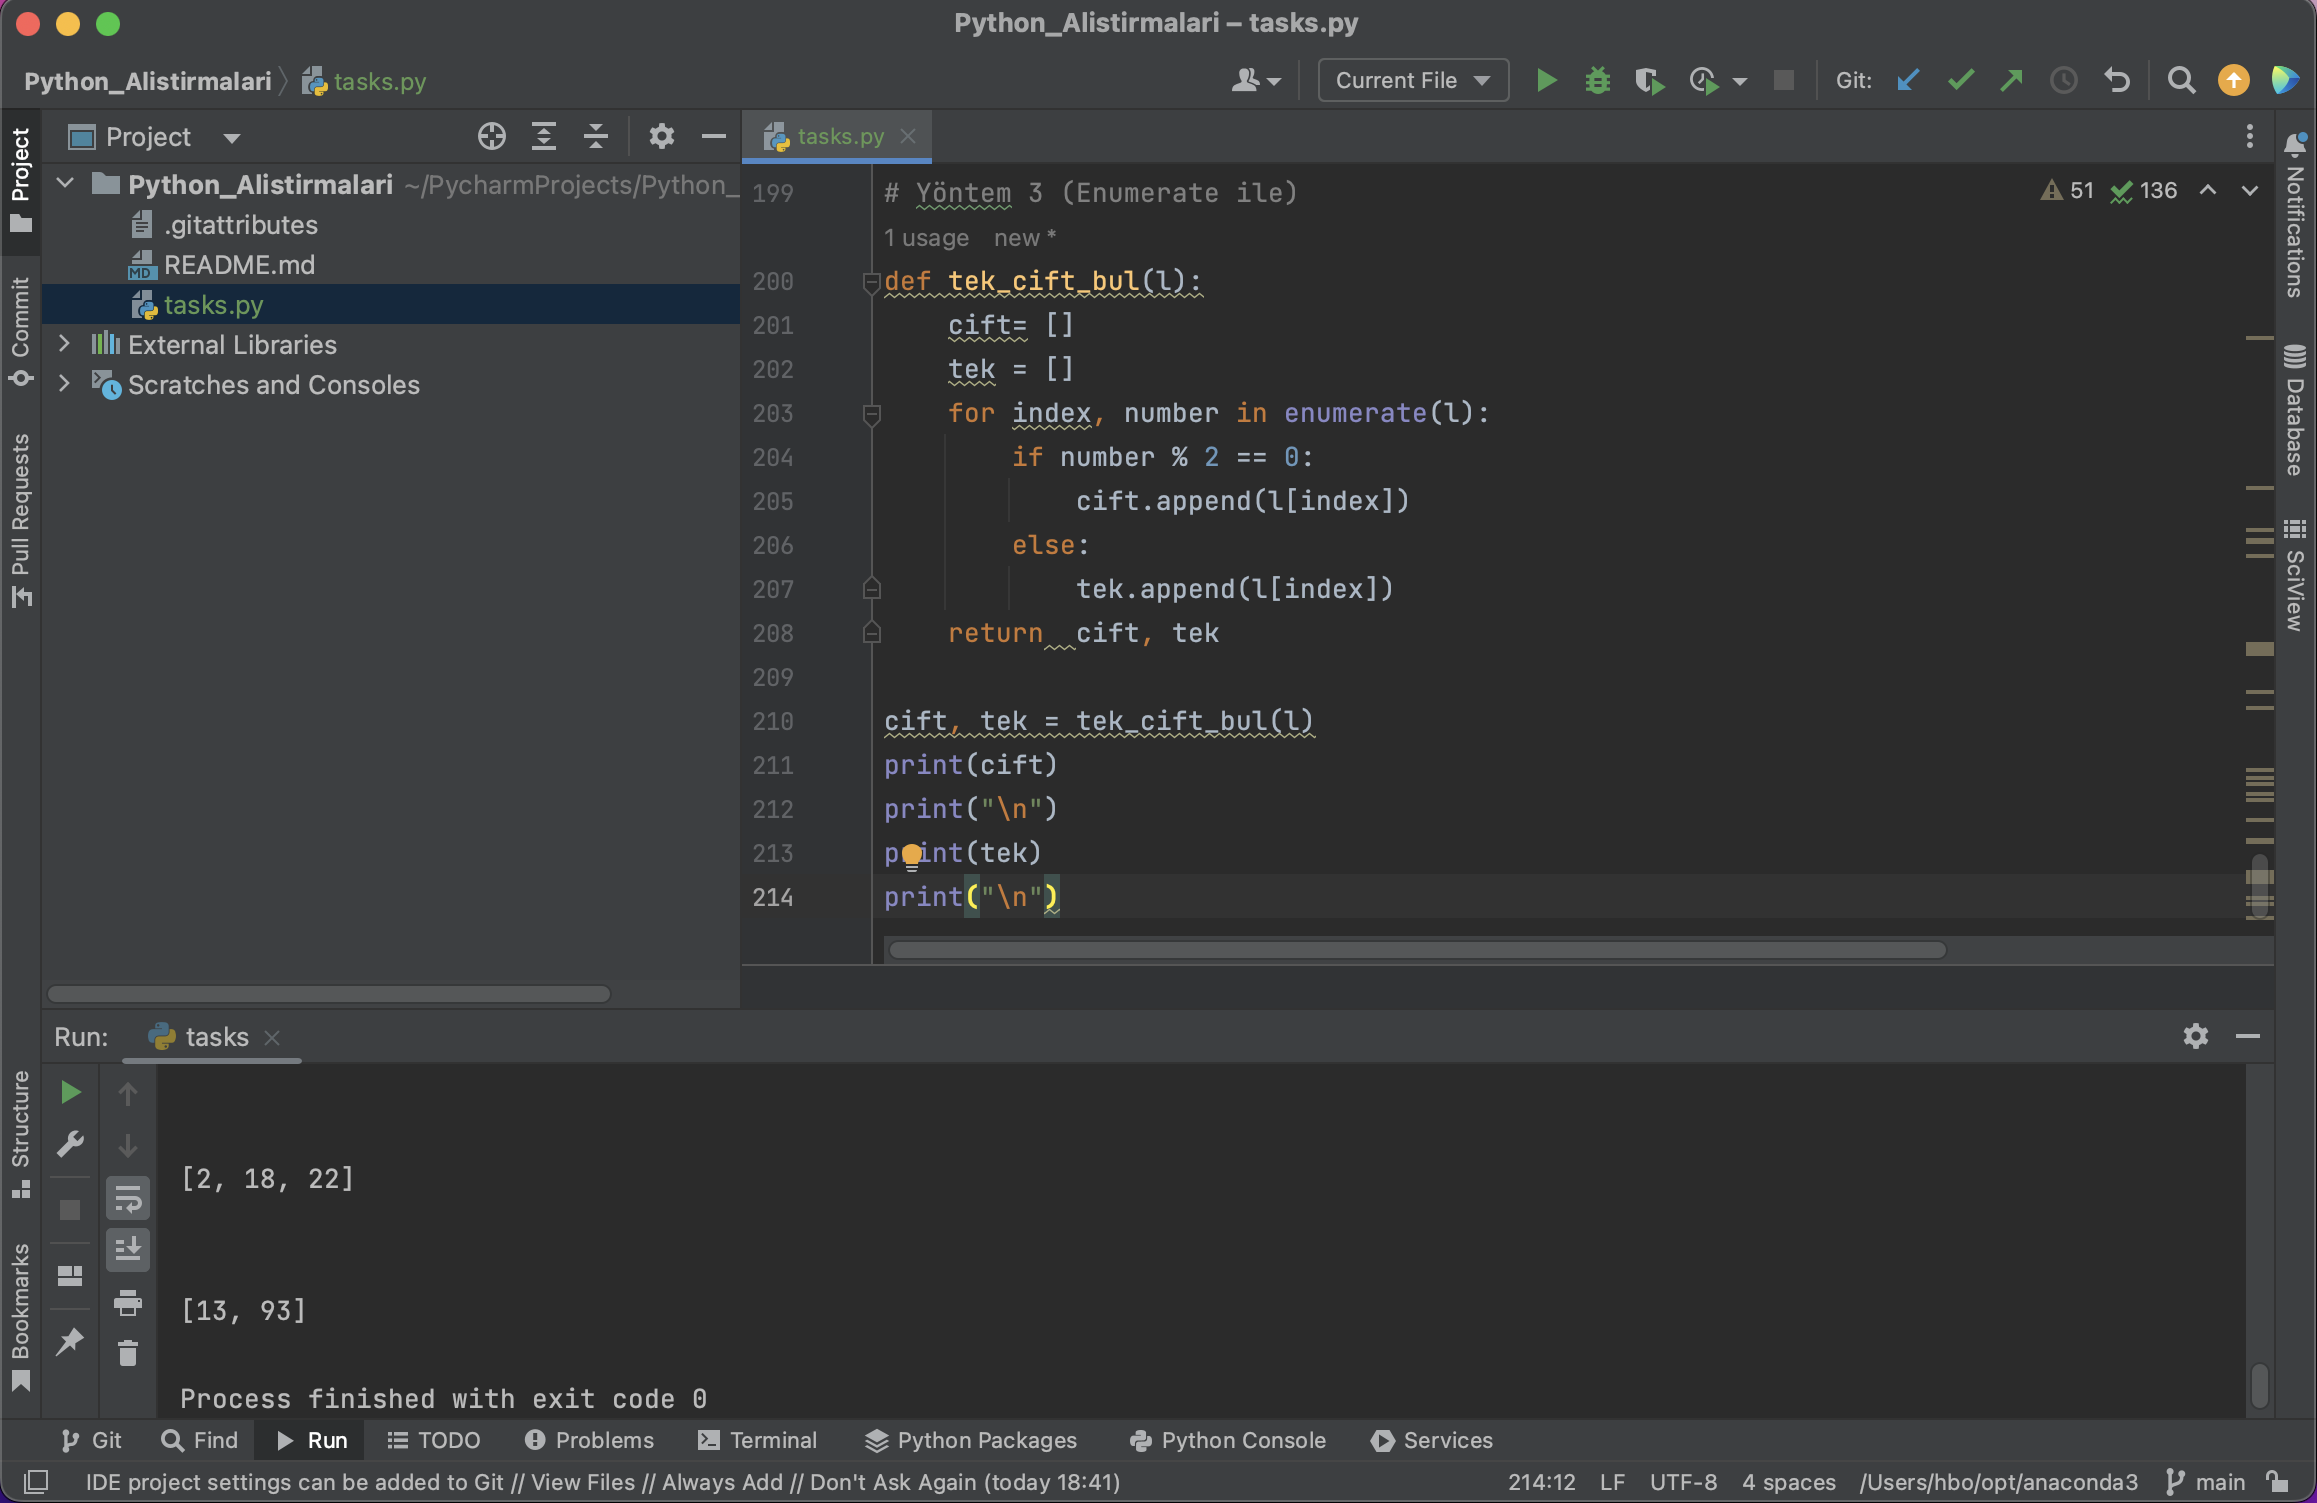 Python_Alistirmalari – tasks.py
Python_Alistirmalari tasks.py
Current File
Git:
Project
tasks.py
Python_Alistirmalari ~/PycharmProjects/Python_
.gitattributes
README.md
tasks.py
External Libraries
Scratches and Consoles
Project
Commit
Pull Requests
Structure
Bookmarks
51 136
199 # Yöntem 3 (Enumerate ile)
1 usage new *
200 def tek_cift_bul(l):
201 cift= []
202 tek = []
203 for index, number in enumerate(l):
204 if number % 2 == 0:
205 cift.append(l[index])
206 else:
207 tek.append(l[index])
208 return  cift, tek
209
210 cift, tek = tek_cift_bul(l)
211 print(cift)
212 print("\n")
213 print(tek)
214 print("\n")
Notifications
Database
SciView
Run: tasks
[2, 18, 22]
[13, 93]
Process finished with exit code 0
Git Find Run TODO Problems Terminal Python Packages Python Console Services
IDE project settings can be added to Git // View Files // Always Add // Don't Ask Again (today 18:41) 214:12 LF UTF-8 4 spaces /Users/hbo/opt/anaconda3 main